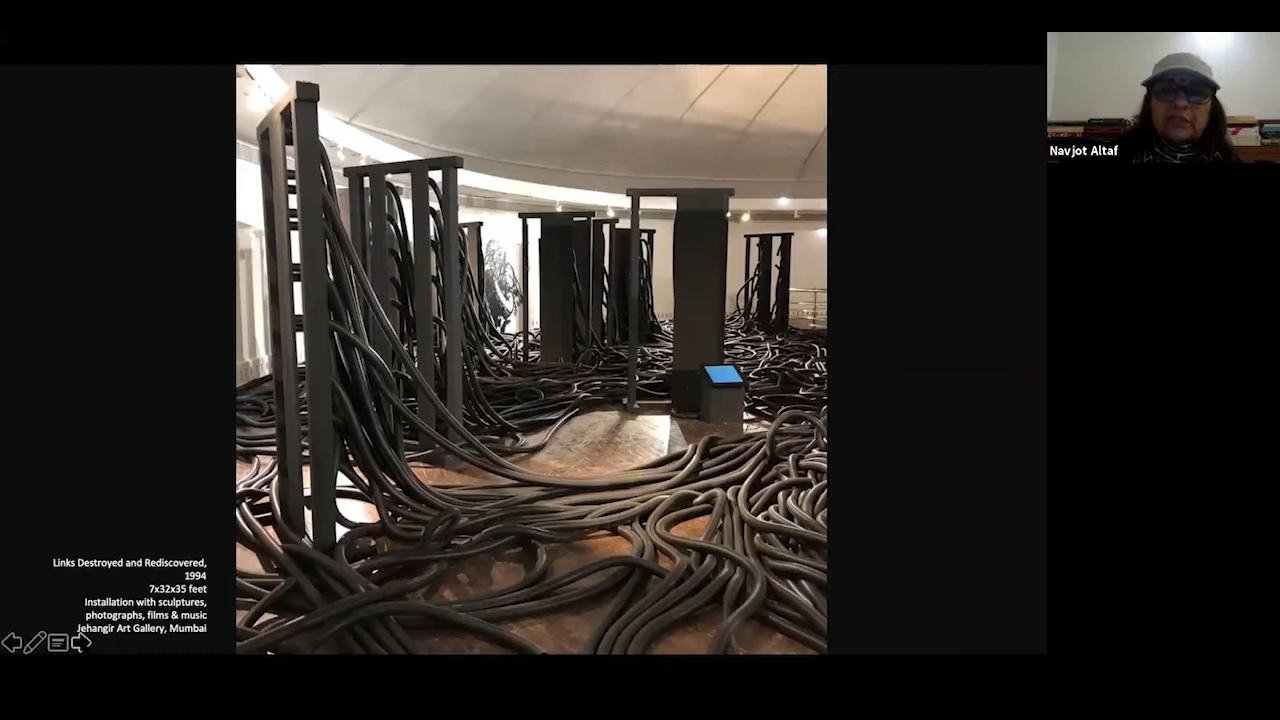 Navjot Altaf
Links Destroyed and Rediscovered,
1994
7x32x35 feet
Installation with sculptures,
photographs, films & music
Jehangir Art Gallery, Mumbai